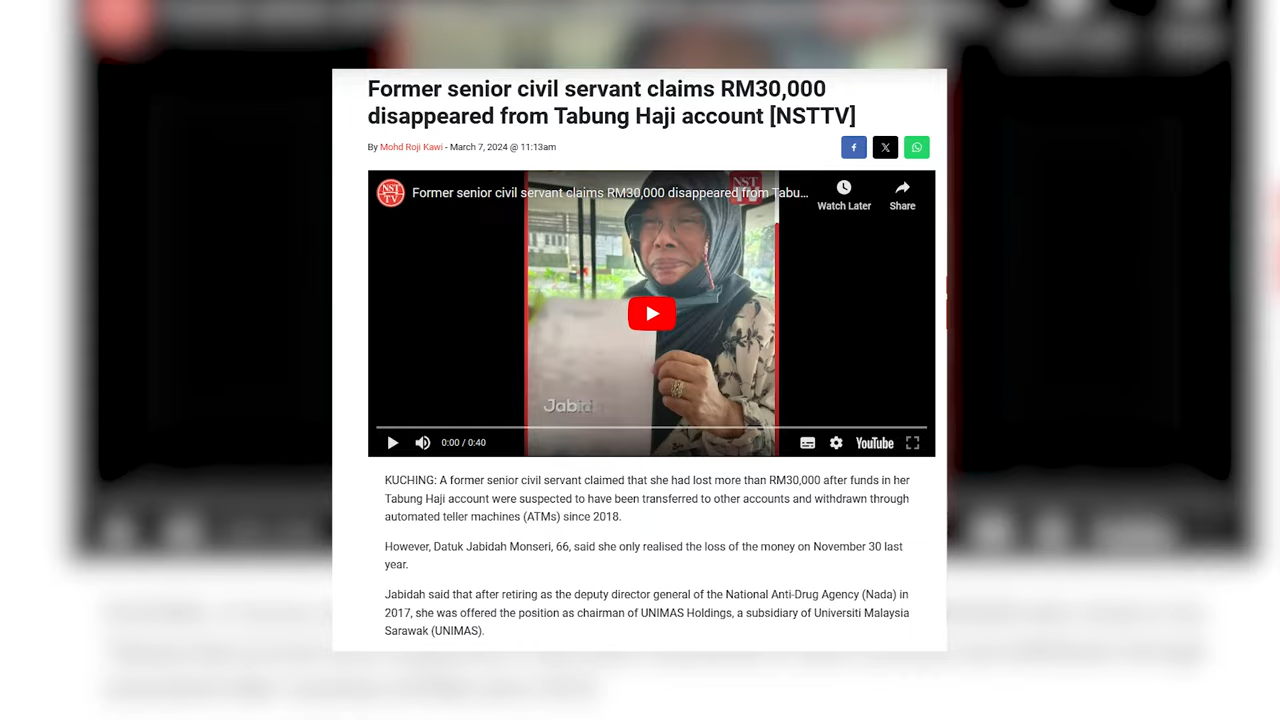 Former senior civil servant claims RM30,000
disappeared from Tabung Haji account [NSTTV]
By Mohd Roji Kawi - March 7, 2024 @ 11:13am
NST
TV
Former senior civil servant claims RM30,000 disappeared from Tabu...
NST
Watch Later
Share
Jabid
0:00 / 0:40
YouTube
KUCHING: A former senior civil servant claimed that she had lost more than RM30,000 after funds in her
Tabung Haji account were suspected to have been transferred to other accounts and withdrawn through
automated teller machines (ATMs) since 2018.
However, Datuk Jabidah Monseri, 66, said she only realised the loss of the money on November 30 last
year.
Jabidah said that after retiring as the deputy director general of the National Anti-Drug Agency (Nada) in
2017, she was offered the position as chairman of UNIMAS Holdings, a subsidiary of Universiti Malaysia
Sarawak (UNIMAS).